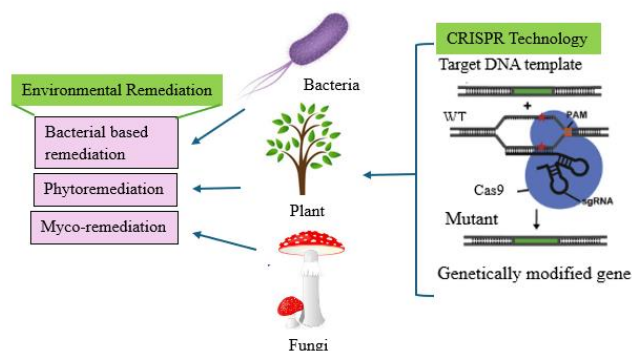 Environmental Remediation
Bacterial based
remediation
Phytoremediation
Myco-remediation
Bacteria
Plant
Fungi
CRISPR Technology
Target DNA template
+
WT
PAM
Cas9
sgRNA
Mutant
Genetically modified gene